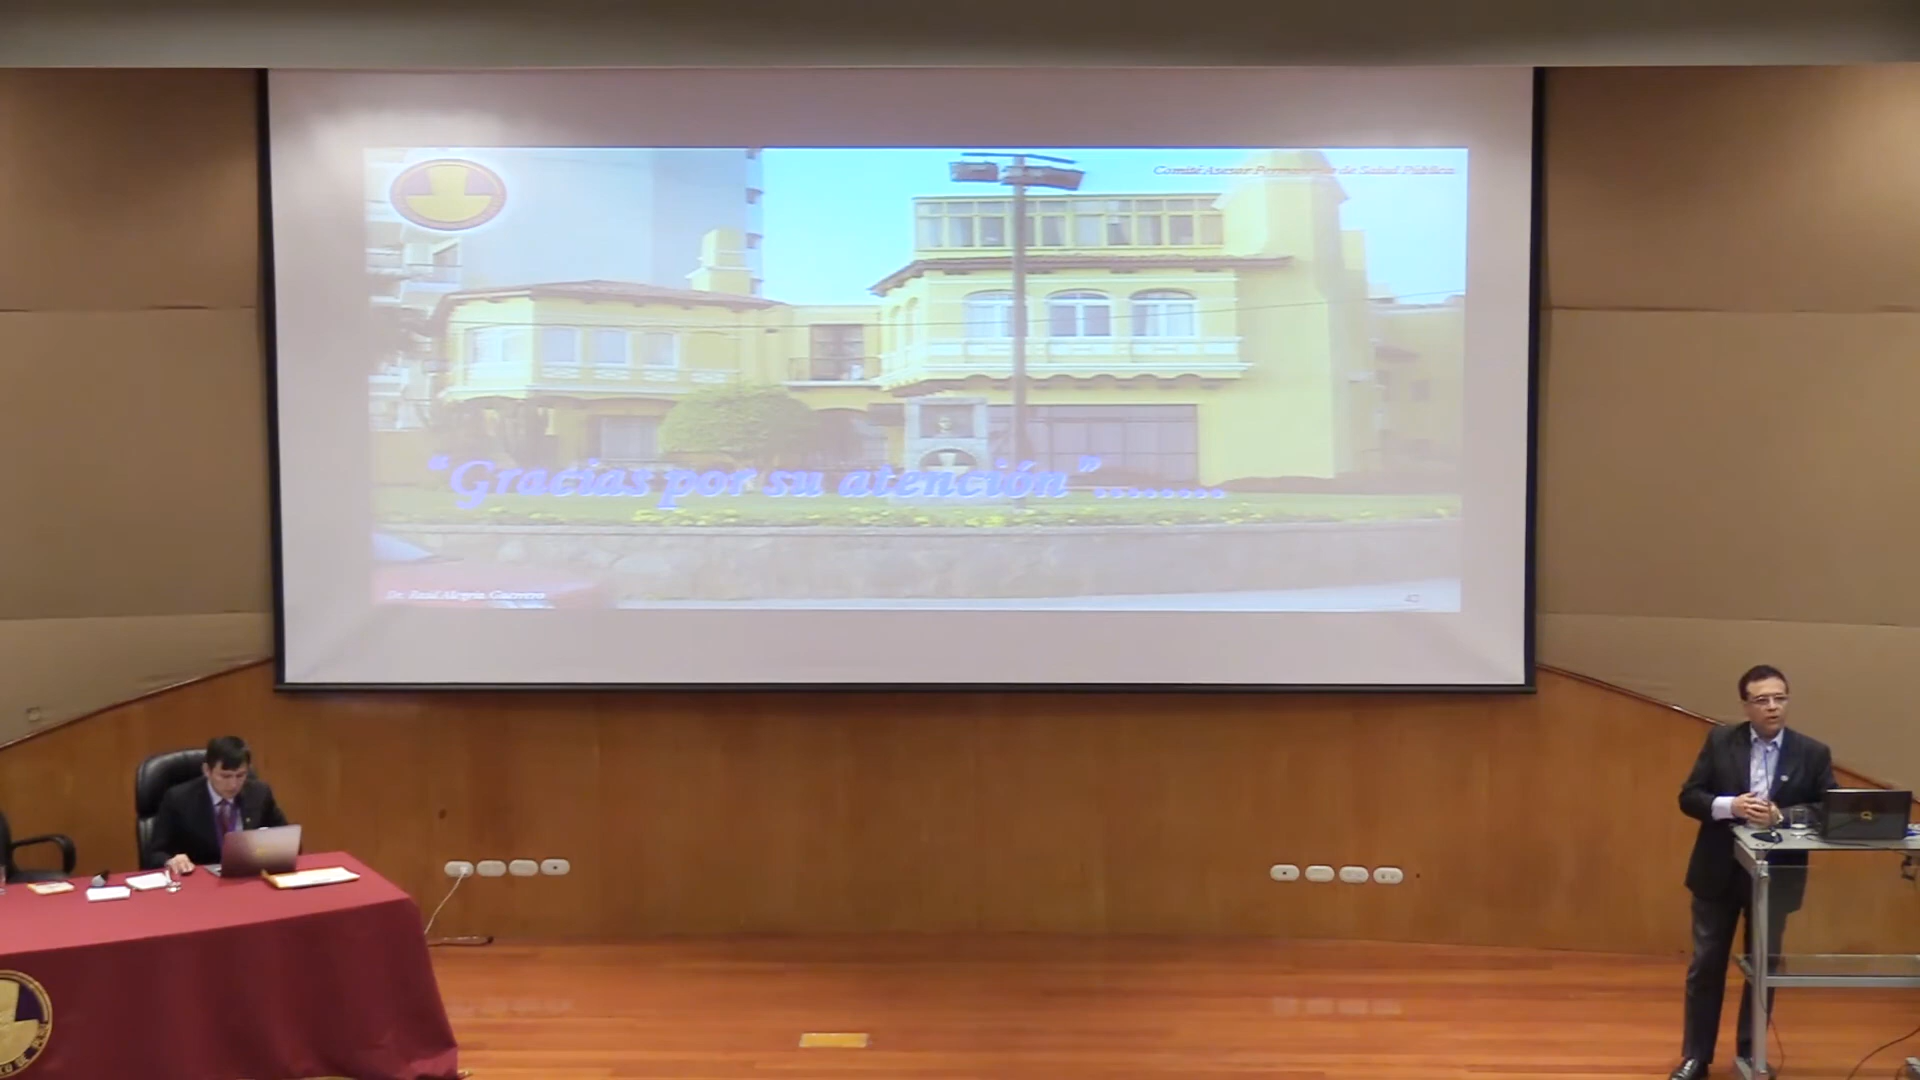 Comité Asesor Permanente de Salud Pública
"Gracias por su atención".........
Dr. Raúl Alegría Guerrero